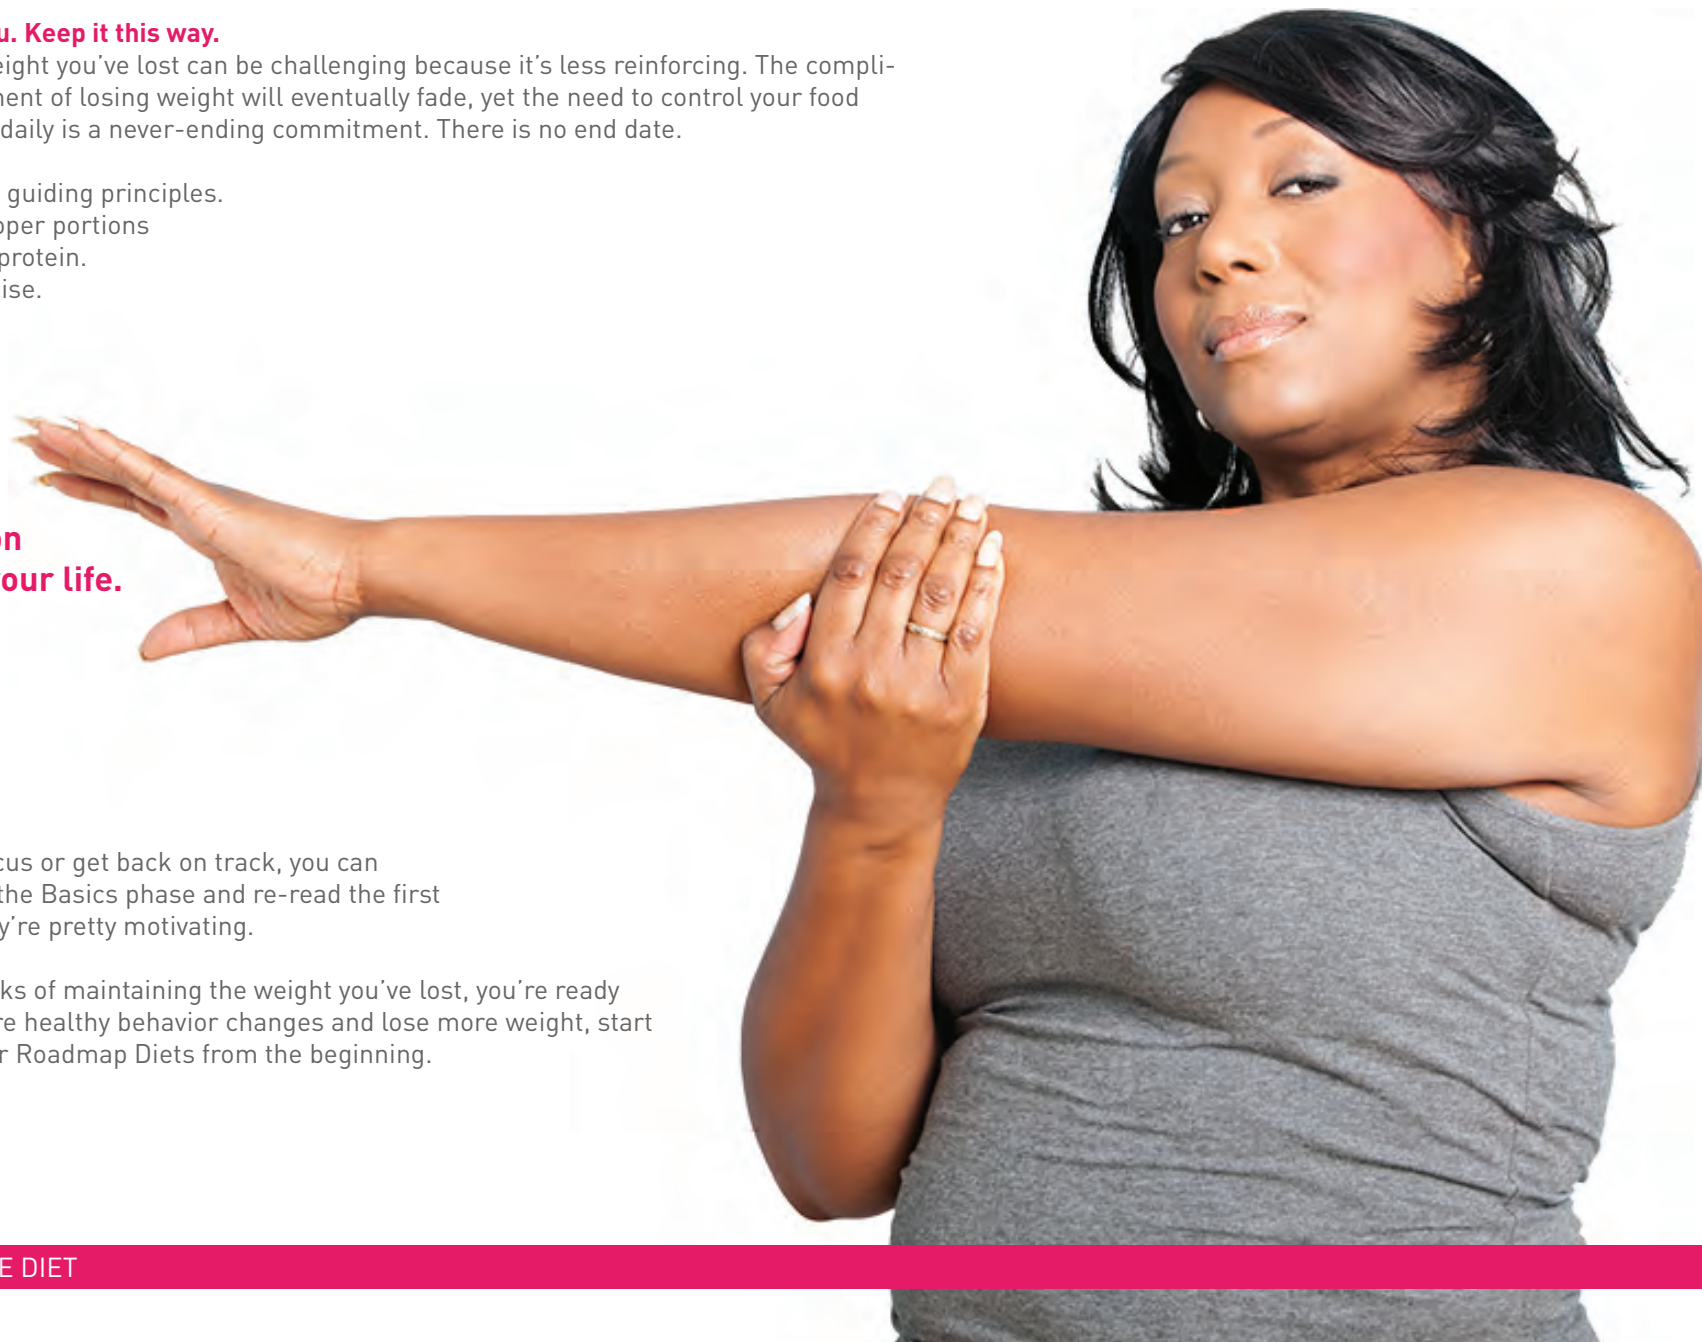 u. Keep it this way.
eight you’ve lost can be challenging because it’s less reinforcing. The compli-
ent of losing weight will eventually fade, yet the need to control your food
daily is a never-ending commitment. There is no end date.
guiding principles.
per portions
protein.
ise.
on
our life.
cus or get back on track, you can
the Basics phase and re-read the first
y’re pretty motivating.
ks of maintaining the weight you’ve lost, you’re ready
re healthy behavior changes and lose more weight, start
r Roadmap Diets from the beginning.
E DIET